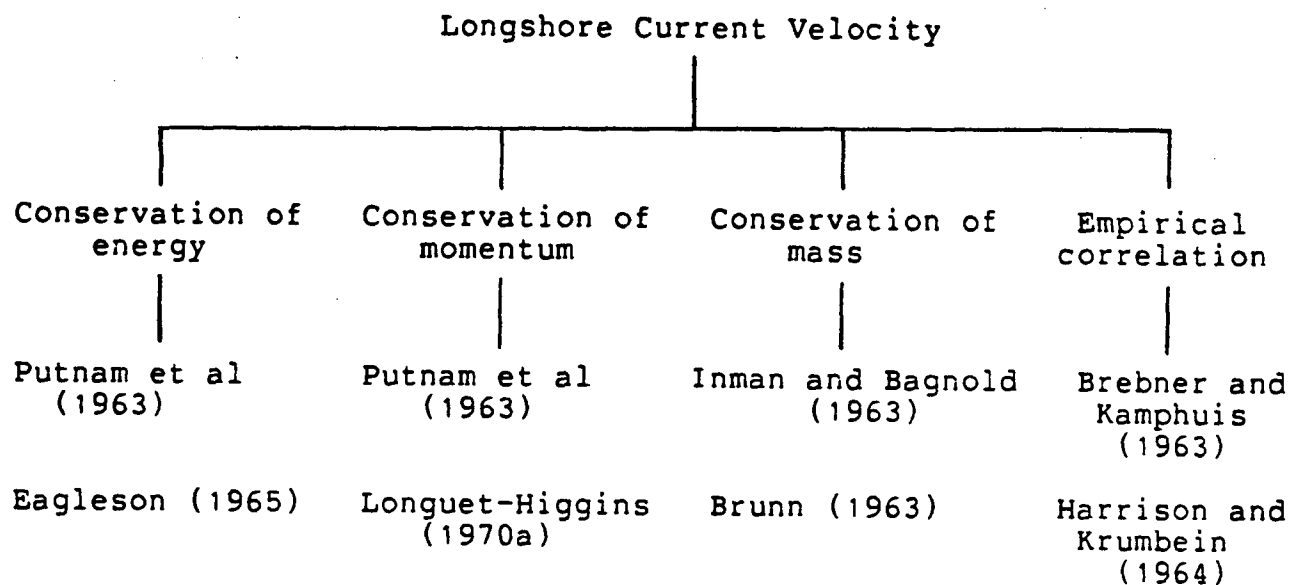 Longshore Current Velocity
Conservation of
energy
Conservation of
momentum
Conservation of
mass
Empirical
correlation
Putnam et al
(1963)
Putnam et al
(1963)
Inman and Bagnold
(1963)
Brebner and
Kamphuis
(1963)
Eagleson (1965)
Longuet-Higgins
(1970a)
Brunn (1963)
Harrison and
Krumbein
(1964)